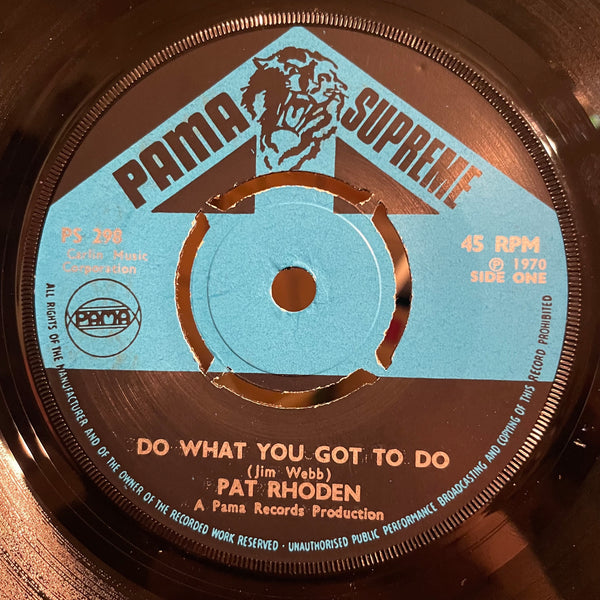 PAMA SUPREME
PS 298
Carlin Music
Corporation
45 RPM
Ⓟ 1970
SIDE ONE
PAMA
DO WHAT YOU GOT TO DO
(Jim Webb)
PAT RHODEN
A Pama Records Production
ALL RIGHTS OF THE MANUFACTURER AND OF THE OWNER OF THE RECORDED WORK RESERVED · UNAUTHORISED PUBLIC PERFORMANCE BROADCASTING AND COPYING OF THIS RECORD PROHIBITED